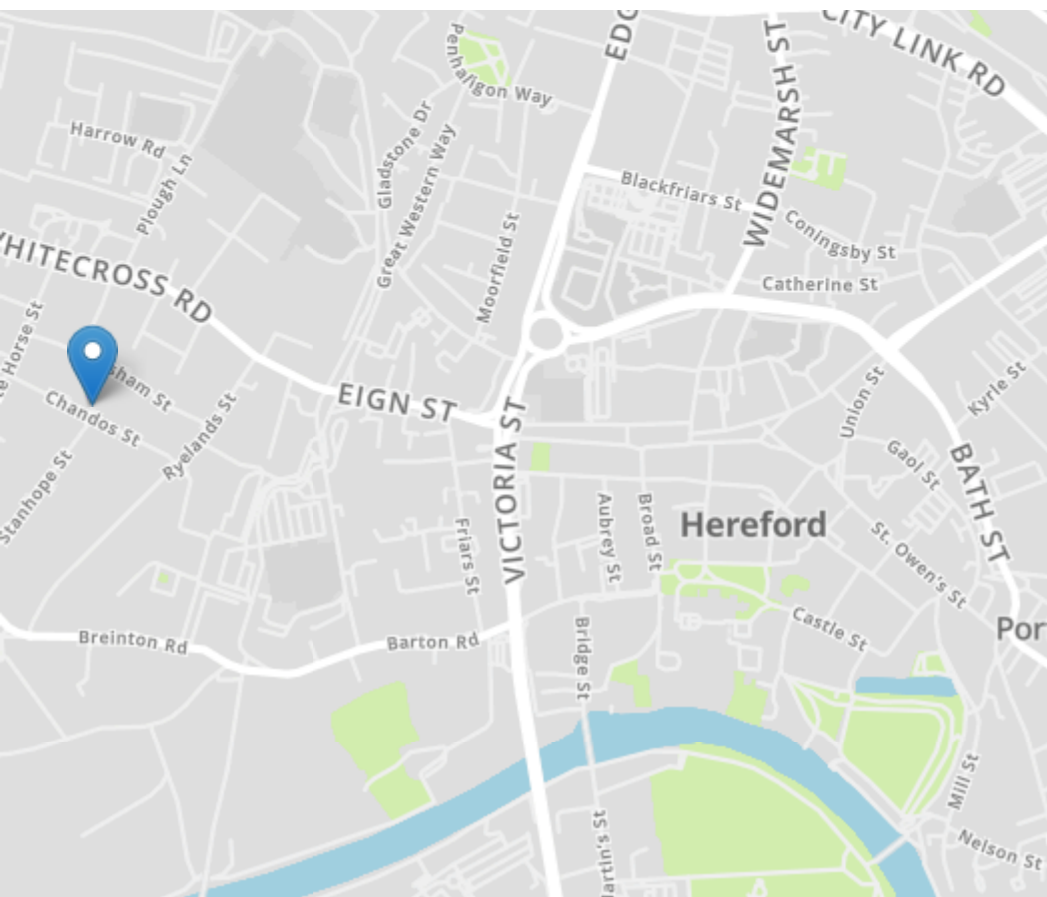 EDG
CITY LINK RD
Penhaligon Way
WIDEMARSH ST
Harrow Rd
Gladstone Dr
Great Western Way
Plough Ln
Blackfriars St
Coningsby St
Moorfield St
WHITECROSS RD
Catherine St
te Horse St
sham St
Chandos St
Ryelands St
EIGN ST
VICTORIA ST
Union St
Kyrle St
Gaol St
BATH ST
Stanhope St
Friars St
Aubrey St
Broad St
Hereford
St. Owen's St
Castle St
Por
Breinton Rd
Barton Rd
Bridge St
Mill St
Nelson St
artin's St